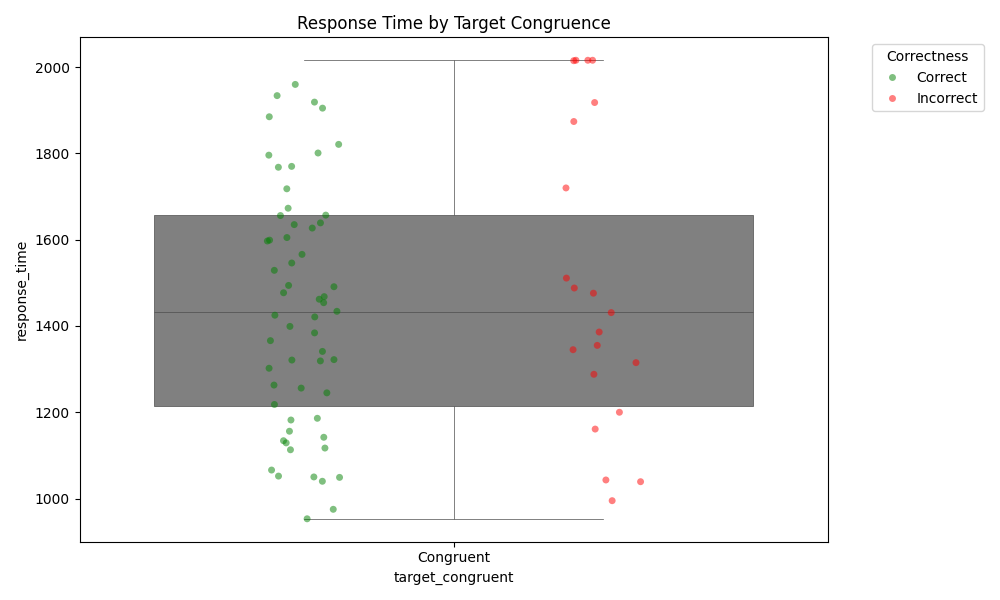 Response Time by Target Congruence
Correctness
Correct
Incorrect
2000
1800
1600
1400
1200
1000
response_time
Congruent
target_congruent